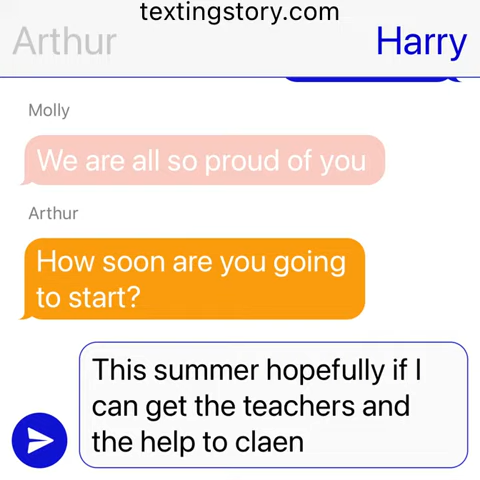 textingstory.com
Arthur
Harry
Molly
We are all so proud of you
Arthur
How soon are you going
to start?
This summer hopefully if I
can get the teachers and
the help to claen